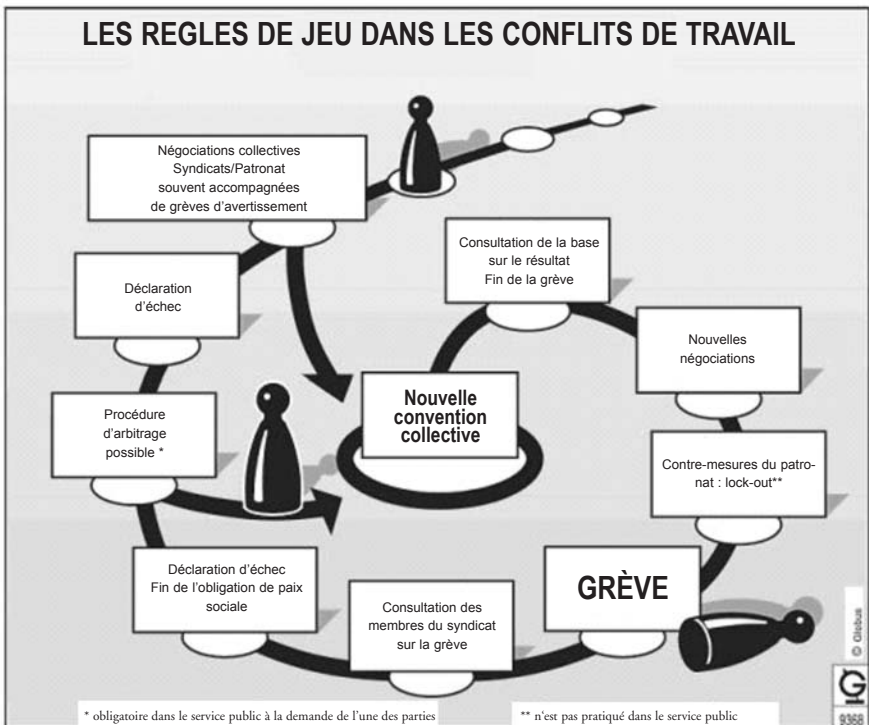 LES REGLES DE JEU DANS LES CONFLITS DE TRAVAIL
Négociations collectives
Syndicats/Patronat
souvent accompagnées
de grèves d'avertissement
Déclaration
d'échec
Procédure
d'arbitrage
possible *
Déclaration d'échec
Fin de l'obligation de paix
sociale
Consultation des
membres du syndicat
sur la grève
GRÈVE
Contre-mesures du patro-
nat : lock-out**
Nouvelles
négociations
Consultation de la base
sur le résultat
Fin de la grève
Nouvelle
convention
collective
* obligatoire dans le service public à la demande de l'une des parties
** n'est pas pratiqué dans le service public
© Globus
G
9368